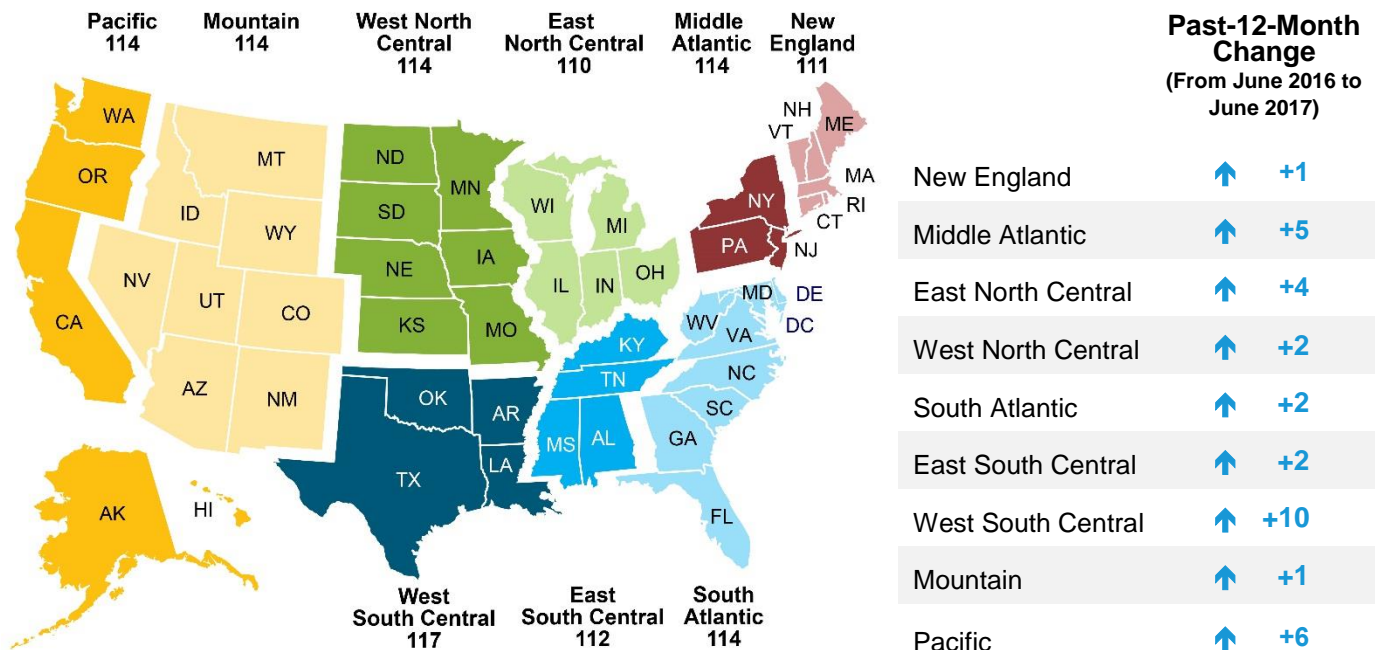 Pacific
114
Mountain
114
West North
Central
114
East
North Central
110
Middle
Atlantic
114
New
England
111
WA
OR
CA
AK
HI
MT
ID
WY
NV
UT
CO
AZ
NM
ND
SD
NE
KS
MN
IA
MO
WI
MI
IL
IN
OH
NY
PA
NJ
NH
VT
ME
MA
RI
CT
MD
DE
DC
WV
VA
NC
SC
GA
FL
KY
TN
MS
AL
OK
AR
TX
LA
West
South Central
117
East
South Central
112
South
Atlantic
114
Past-12-Month
Change
(From June 2016 to
June 2017)
New England +1
Middle Atlantic +5
East North Central +4
West North Central +2
South Atlantic +2
East South Central +2
West South Central +10
Mountain +1
Pacific +6